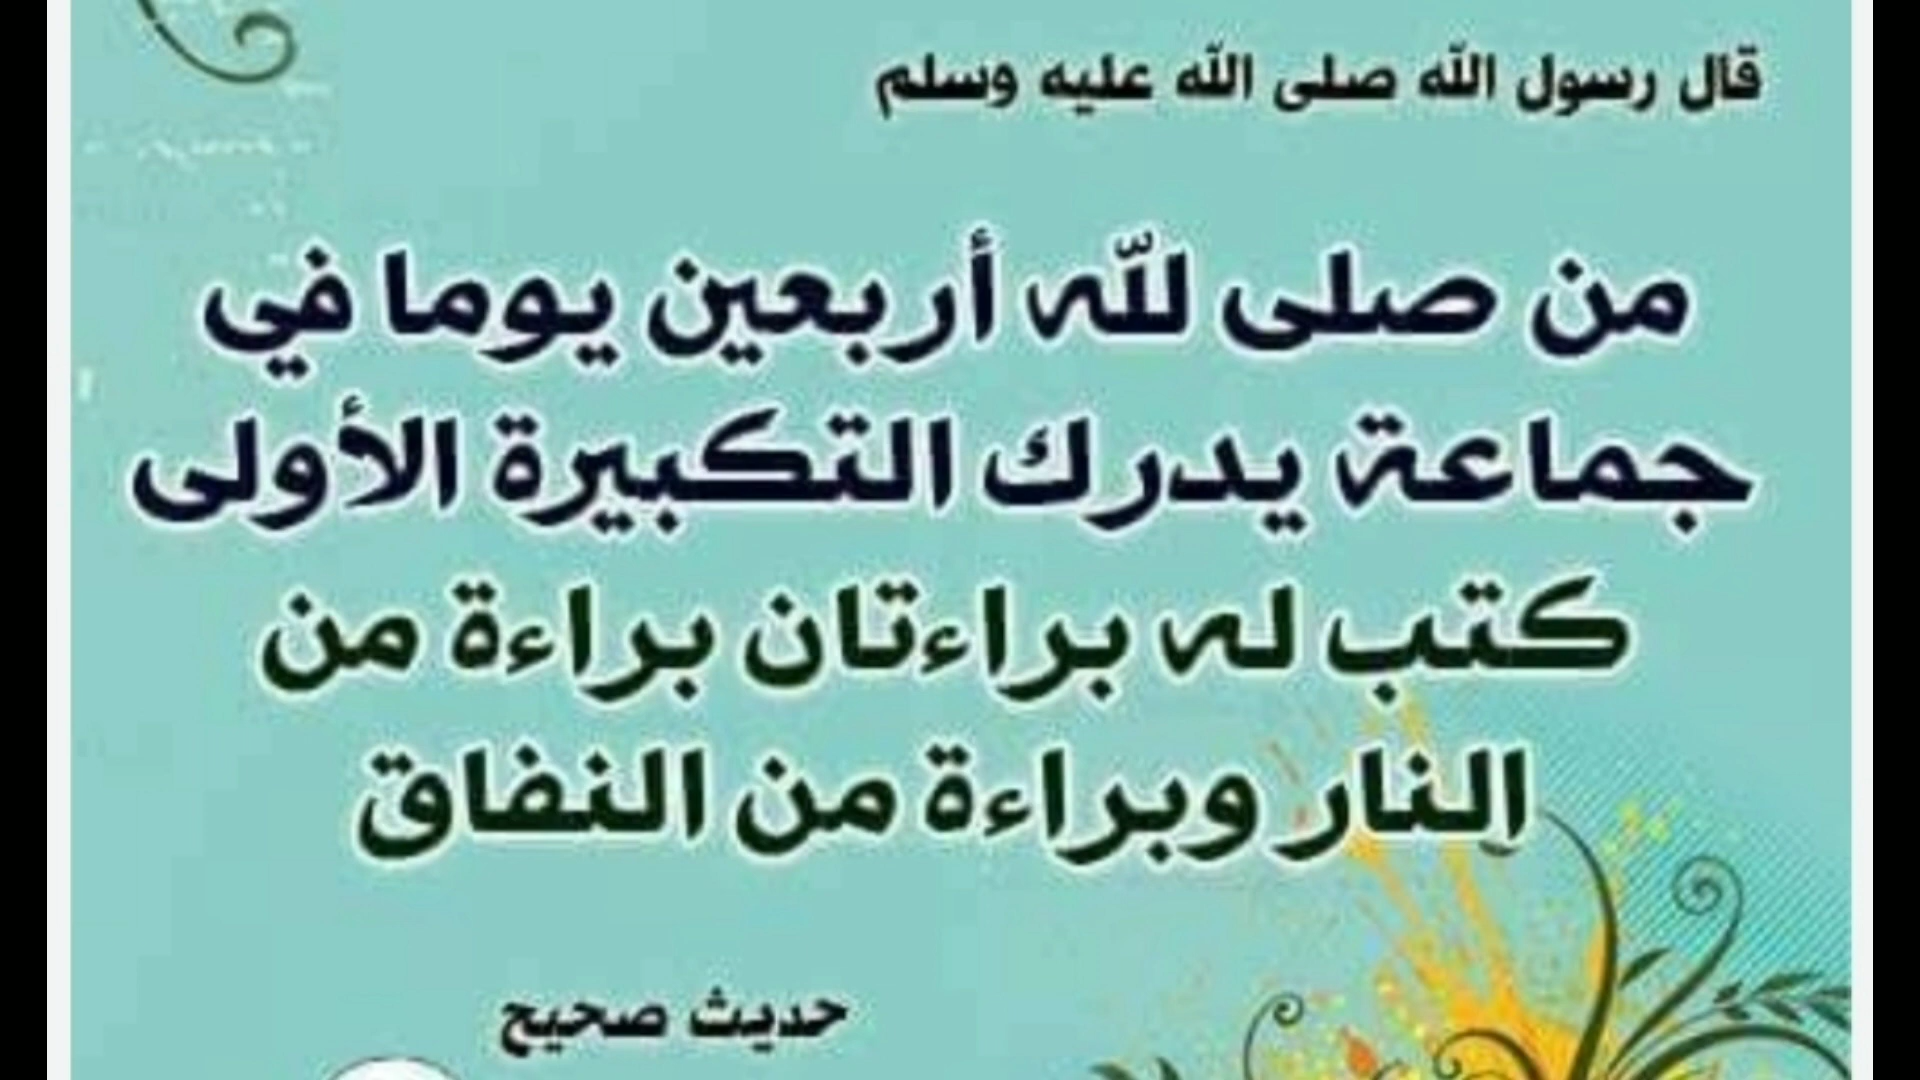 قال رسول الله صلى الله عليه وسلم
من صلى لله أربعين يوما في
جماعة يدرك التكبيرة الأولى
كتب له براءتان براءة من
النار وبراءة من النفاق
حديث صحيح